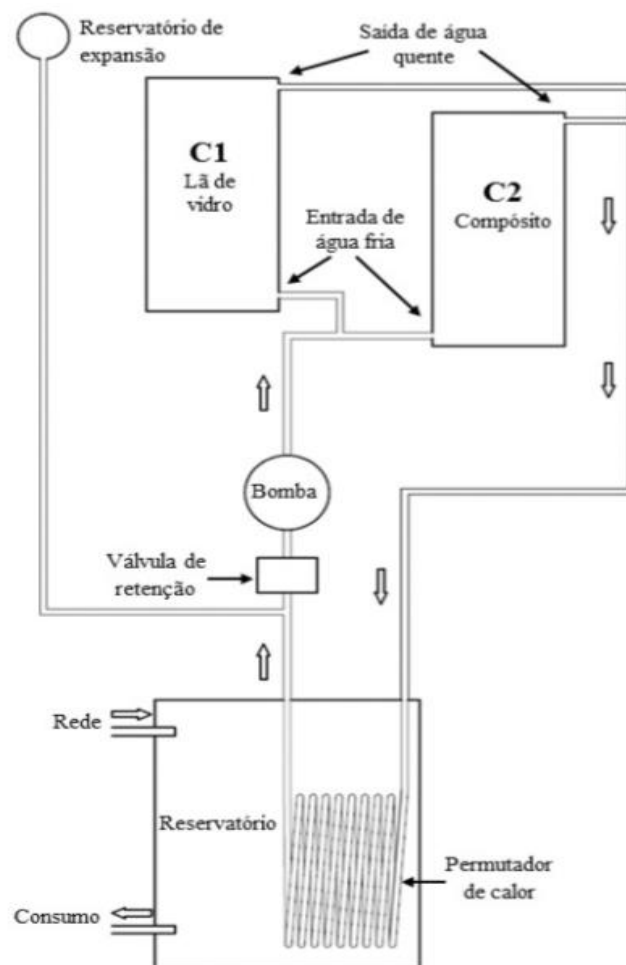 Reservatório de
expansão
Saída de água
quente
C1
Lã de
vidro
C2
Compósito
Entrada de
água fria
Bomba
Válvula de
retenção
Rede
Reservatório
Consumo
Permutador
de calor